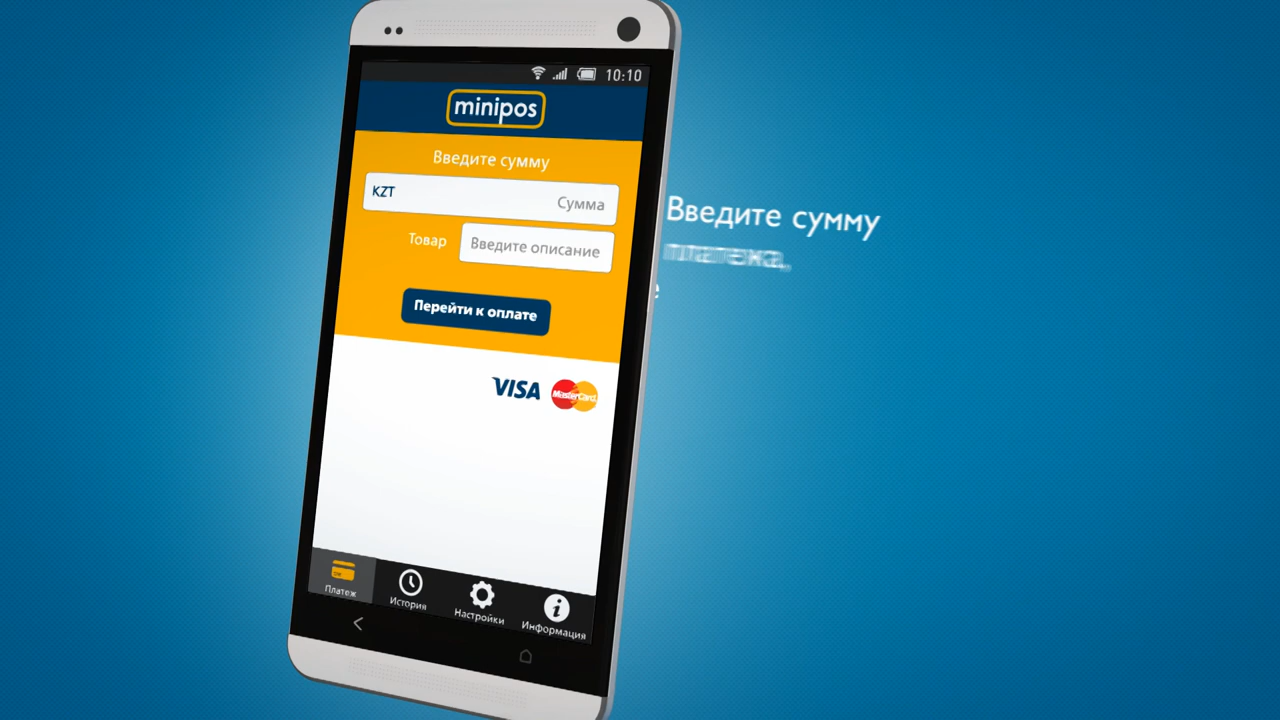 10:10
minipos
Введите сумму
KZT Сумма
Товар Введите описание
Перейти к оплате
VISA MasterCard
Платеж История Настройки Информация
Введите сумму
платежа,